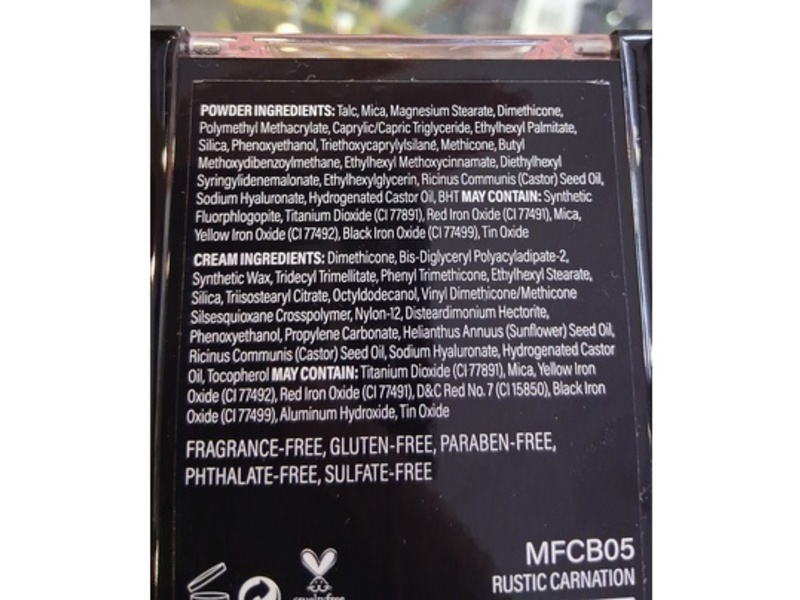 POWDER INGREDIENTS: Talc, Mica, Magnesium Stearate, Dimethicone,
Polymethyl Methacrylate, Caprylic/Capric Triglyceride, Ethylhexyl Palmitate,
Silica, Phenoxyethanol, Triethoxycaprylylsilane, Methicone, Butyl
Methoxydibenzoylmethane, Ethylhexyl Methoxycinnamate, Diethylhexyl
Syringylidenemalonate, Ethylhexylglycerin, Ricinus Communis (Castor) Seed Oil,
Sodium Hyaluronate, Hydrogenated Castor Oil, BHT MAY CONTAIN: Synthetic
Fluorphlogopite, Titanium Dioxide (CI 77891), Red Iron Oxide (CI 77491), Mica,
Yellow Iron Oxide (CI 77492), Black Iron Oxide (CI 77499), Tin Oxide
CREAM INGREDIENTS: Dimethicone, Bis-Diglyceryl Polyacyladipate-2,
Synthetic Wax, Tridecyl Trimellitate, Phenyl Trimethicone, Ethylhexyl Stearate,
Silica, Triisostearyl Citrate, Octyldodecanol, Vinyl Dimethicone/Methicone
Silsesquioxane Crosspolymer, Nylon-12, Disteardimonium Hectorite,
Phenoxyethanol, Propylene Carbonate, Helianthus Annuus (Sunflower) Seed Oil,
Ricinus Communis (Castor) Seed Oil, Sodium Hyaluronate, Hydrogenated Castor
Oil, Tocopherol MAY CONTAIN: Titanium Dioxide (CI 77891), Mica, Yellow Iron
Oxide (CI 77492), Red Iron Oxide (CI 77491), D&C Red No. 7 (CI 15850), Black Iron
Oxide (CI 77499), Aluminum Hydroxide, Tin Oxide
FRAGRANCE-FREE, GLUTEN-FREE, PARABEN-FREE,
PHTHALATE-FREE, SULFATE-FREE
MFCB05
RUSTIC CARNATION